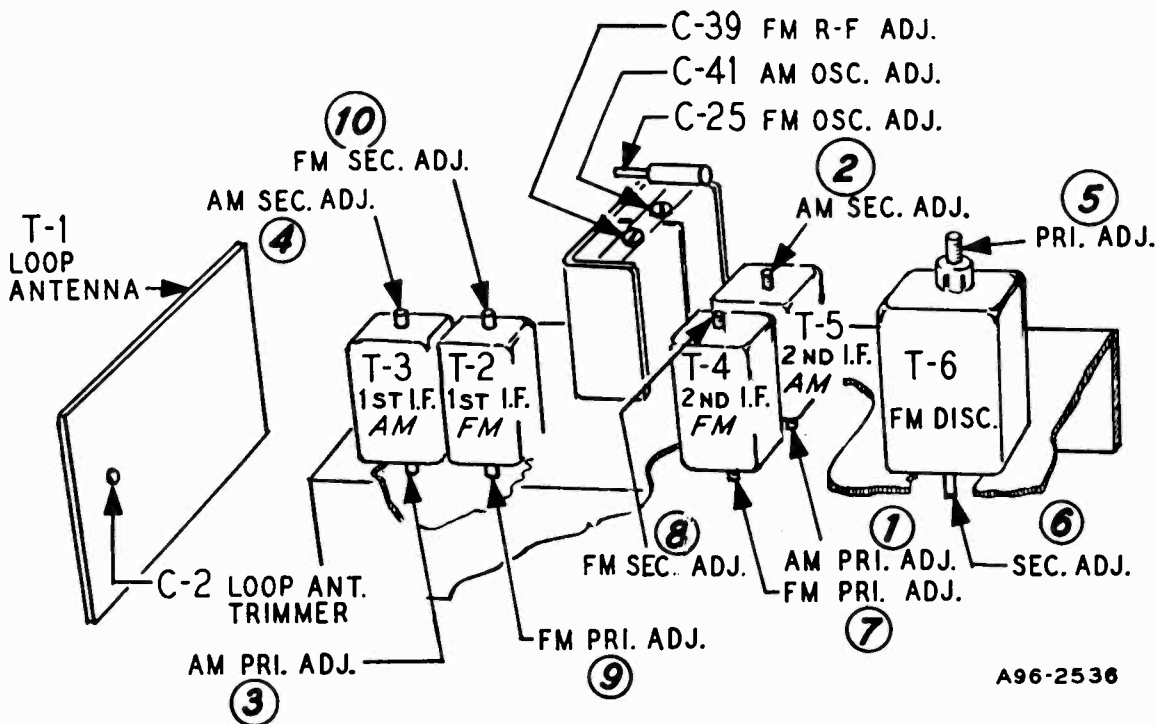 C-39 FM R-F ADJ.
C-41 AM OSC. ADJ.
C-25 FM OSC. ADJ.
10
FM SEC. ADJ.
2
AM SEC. ADJ.
5
PRI. ADJ.
AM SEC. ADJ.
4
T-1
LOOP
ANTENNA
T-3
1ST I.F.
AM
T-2
1ST I.F.
FM
T-4
2ND I.F.
FM
T-5
2ND I.F.
AM
T-6
FM DISC.
8
FM SEC. ADJ.
1
AM PRI. ADJ.
FM PRI. ADJ.
7
6
SEC. ADJ.
C-2 LOOP ANT.
TRIMMER
AM PRI. ADJ.
3
FM PRI. ADJ.
9
A96-2536